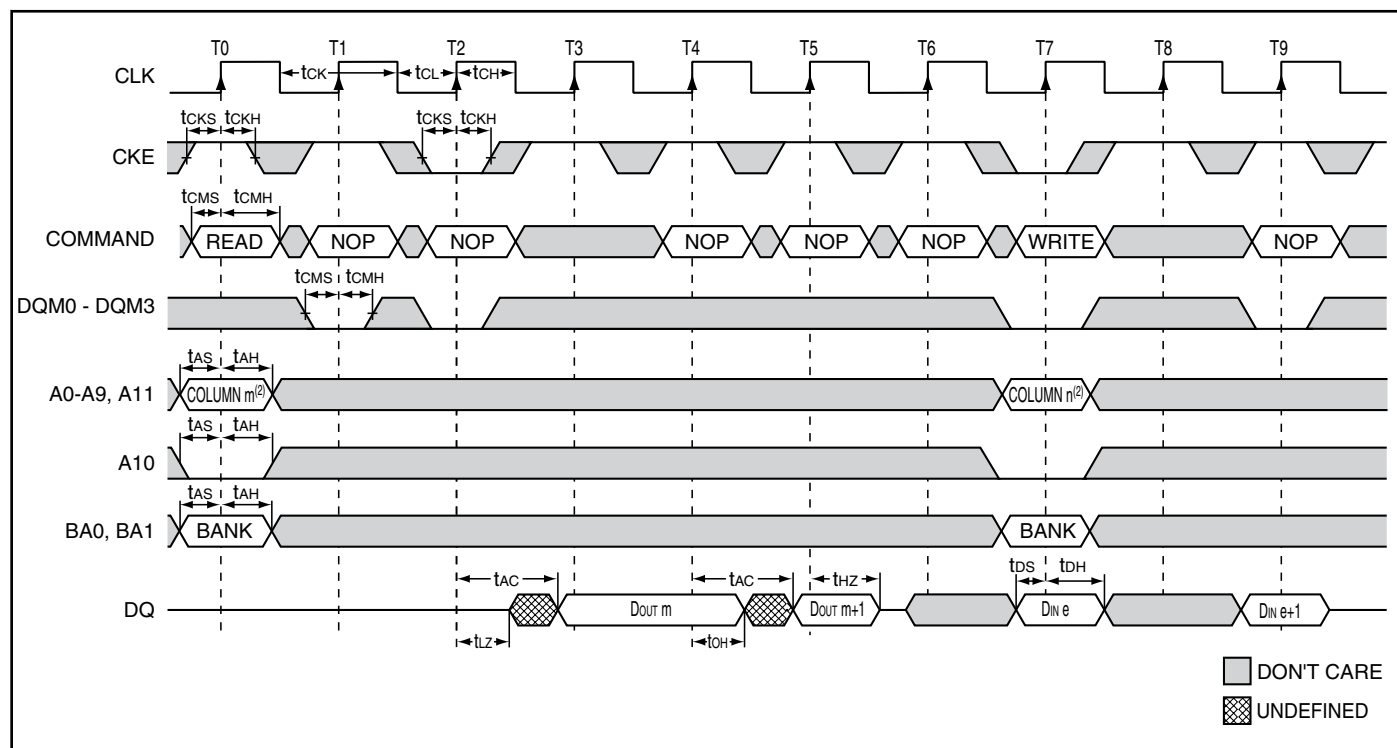 T0 T1 T2 T3 T4 T5 T6 T7 T8 T9
CLK tCK tCL tCH
tCKS tCKH tCKS tCKH
CKE
tCMS tCMH
COMMAND READ NOP NOP NOP NOP NOP WRITE NOP
tCMS tCMH
DQM0 - DQM3
tAS tAH
A0-A9, A11 COLUMN m(2) COLUMN n(2)
tAS tAH
A10
tAS tAH
BA0, BA1 BANK BANK
tAC tAC tHZ tDS tDH
DQ DOUT m DOUT m+1 DIN e DIN e+1
tLZ tOH
DON'T CARE
UNDEFINED